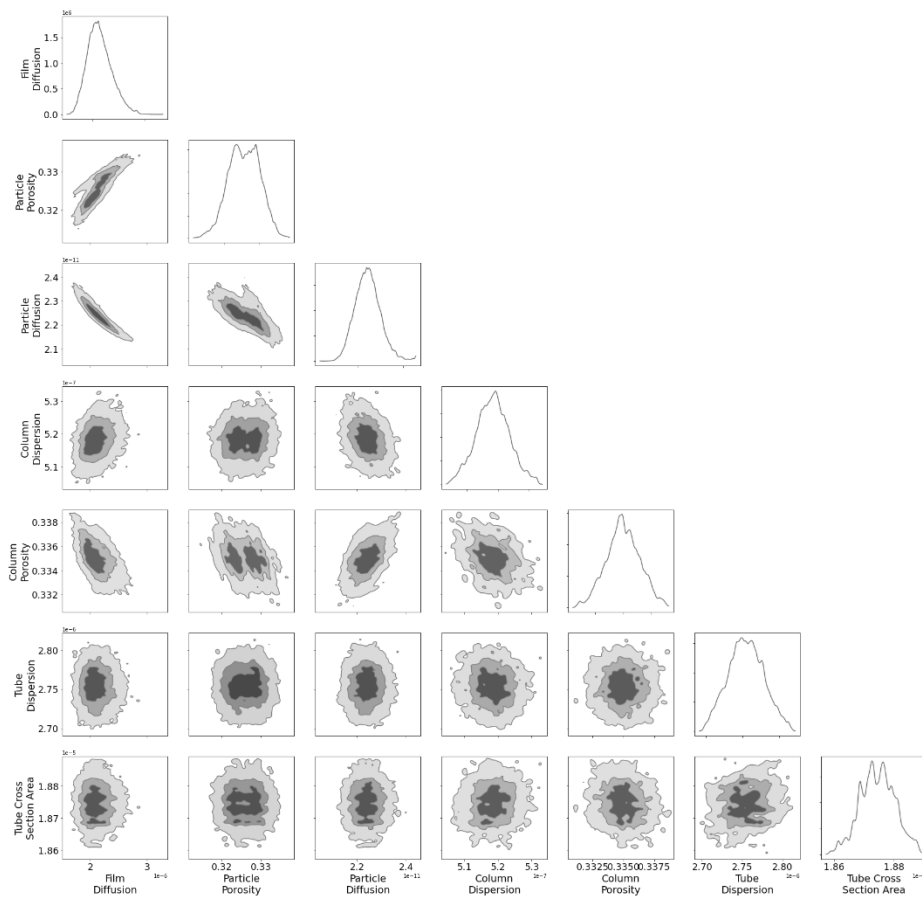 1e6
1.5
1.0
0.5
0.0
Film
Diffusion
0.33
0.32
Particle
Porosity
1e-11
2.4
2.3
2.2
2.1
Particle
Diffusion
1e-7
5.3
5.2
5.1
Column
Dispersion
0.338
0.336
0.334
0.332
Column
Porosity
1e-6
2.80
2.75
2.70
Tube
Dispersion
1e-5
1.88
1.87
1.86
Tube Cross
Section Area
2 3 0.32 0.33 2.2 2.4 5.1 5.2 5.3 0.3325 0.3350 0.3375 2.70 2.75 2.80 1.86 1.88
1e-11 1e-7 1e-6
Film Particle Particle Column Column Tube Tube Cross
Diffusion Porosity Diffusion Dispersion Porosity Dispersion Section Area